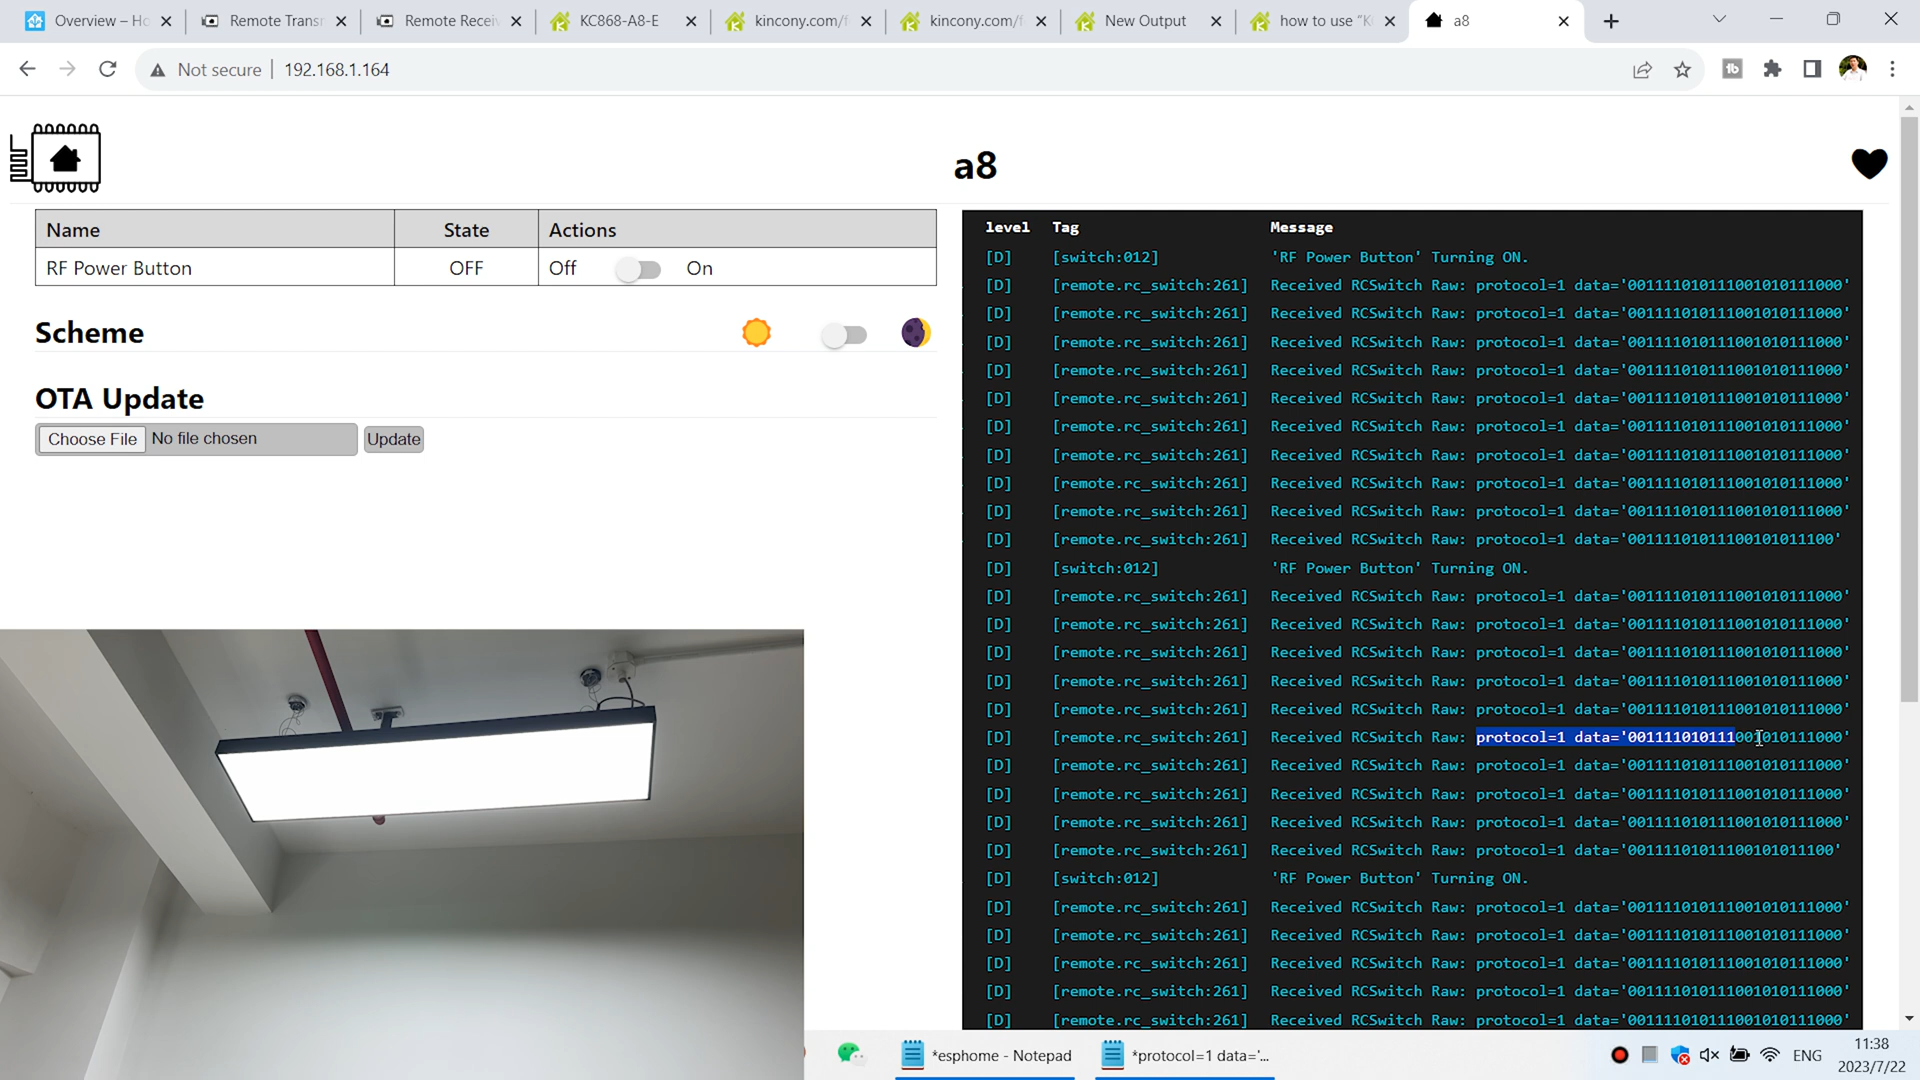 Overview – Ho
Remote Transm
Remote Receiv
KC868-A8-E
kincony.com/f
kincony.com/f
New Output
how to use "KC
a8
Not secure
192.168.1.164
a8
Name State Actions
RF Power Button OFF Off On
Scheme
OTA Update
Choose File No file chosen Update
level Tag Message
[D] [switch:012] 'RF Power Button' Turning ON.
[D] [remote.rc_switch:261] Received RCSwitch Raw: protocol=1 data='001111010111001010111000'
[D] [remote.rc_switch:261] Received RCSwitch Raw: protocol=1 data='001111010111001010111000'
[D] [remote.rc_switch:261] Received RCSwitch Raw: protocol=1 data='001111010111001010111000'
[D] [remote.rc_switch:261] Received RCSwitch Raw: protocol=1 data='001111010111001010111000'
[D] [remote.rc_switch:261] Received RCSwitch Raw: protocol=1 data='001111010111001010111000'
[D] [remote.rc_switch:261] Received RCSwitch Raw: protocol=1 data='001111010111001010111000'
[D] [remote.rc_switch:261] Received RCSwitch Raw: protocol=1 data='001111010111001010111000'
[D] [remote.rc_switch:261] Received RCSwitch Raw: protocol=1 data='001111010111001010111000'
[D] [remote.rc_switch:261] Received RCSwitch Raw: protocol=1 data='001111010111001010111000'
[D] [remote.rc_switch:261] Received RCSwitch Raw: protocol=1 data='00111101011100101011100'
[D] [switch:012] 'RF Power Button' Turning ON.
[D] [remote.rc_switch:261] Received RCSwitch Raw: protocol=1 data='001111010111001010111000'
[D] [remote.rc_switch:261] Received RCSwitch Raw: protocol=1 data='001111010111001010111000'
[D] [remote.rc_switch:261] Received RCSwitch Raw: protocol=1 data='001111010111001010111000'
[D] [remote.rc_switch:261] Received RCSwitch Raw: protocol=1 data='001111010111001010111000'
[D] [remote.rc_switch:261] Received RCSwitch Raw: protocol=1 data='001111010111001010111000'
[D] [remote.rc_switch:261] Received RCSwitch Raw: protocol=1 data='001111010111001010111000'
[D] [remote.rc_switch:261] Received RCSwitch Raw: protocol=1 data='001111010111001010111000'
[D] [remote.rc_switch:261] Received RCSwitch Raw: protocol=1 data='001111010111001010111000'
[D] [remote.rc_switch:261] Received RCSwitch Raw: protocol=1 data='001111010111001010111000'
[D] [remote.rc_switch:261] Received RCSwitch Raw: protocol=1 data='00111101011100101011100'
[D] [switch:012] 'RF Power Button' Turning ON.
[D] [remote.rc_switch:261] Received RCSwitch Raw: protocol=1 data='001111010111001010111000'
[D] [remote.rc_switch:261] Received RCSwitch Raw: protocol=1 data='001111010111001010111000'
[D] [remote.rc_switch:261] Received RCSwitch Raw: protocol=1 data='001111010111001010111000'
[D] [remote.rc_switch:261] Received RCSwitch Raw: protocol=1 data='001111010111001010111000'
[D] [remote.rc_switch:261] Received RCSwitch Raw: protocol=1 data='001111010111001010111000'
*esphome - Notepad
*protocol=1 data='...
ENG
11:38
2023/7/22